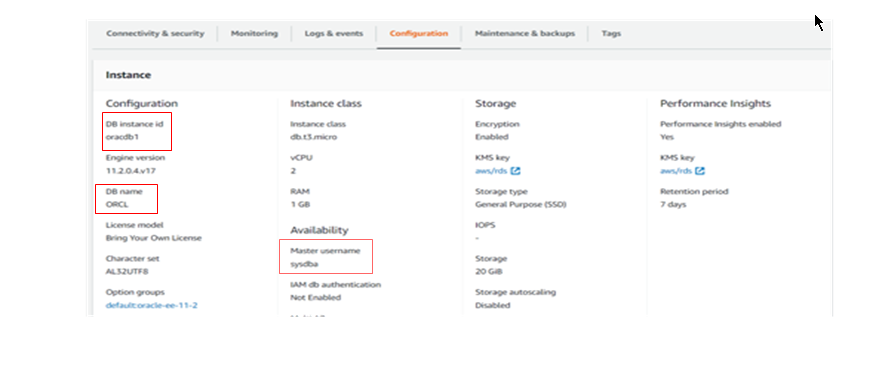 Connectivity & security
Monitoring
Logs & events
Configuration
Maintenance & backups
Tags
Instance
Configuration
DB instance id
oracdb1
Engine version
11.2.0.4.v17
DB name
ORCL
License model
Bring Your Own License
Character set
AL32UTF8
Option groups
default:oracle-ee-11-2
Instance class
Instance class
db.t3.micro
vCPU
2
RAM
1 GB
Availability
Master username
sysdba
IAM db authentication
Not Enabled
Storage
Encryption
Enabled
KMS key
aws/rds
Storage type
General Purpose (SSD)
IOPS
-
Storage
20 GiB
Storage autoscaling
Disabled
Performance Insights
Performance Insights enabled
Yes
KMS key
aws/rds
Retention period
7 days